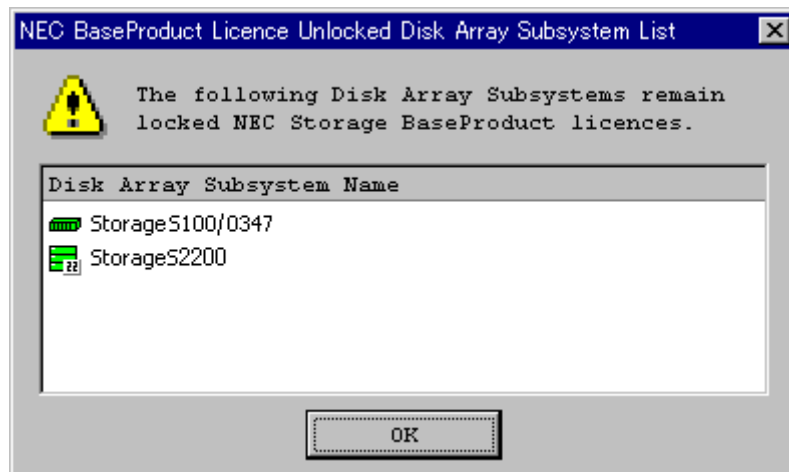 NEC BaseProduct Licence Unlocked Disk Array Subsystem List
The following Disk Array Subsystems remain
locked NEC Storage BaseProduct licences.
Disk Array Subsystem Name
StorageS100/0347
StorageS2200
OK